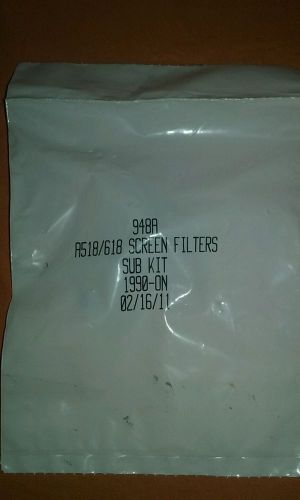 948A
A518/618 SCREEN FILTERS
SUB KIT
1990-ON
02/16/11